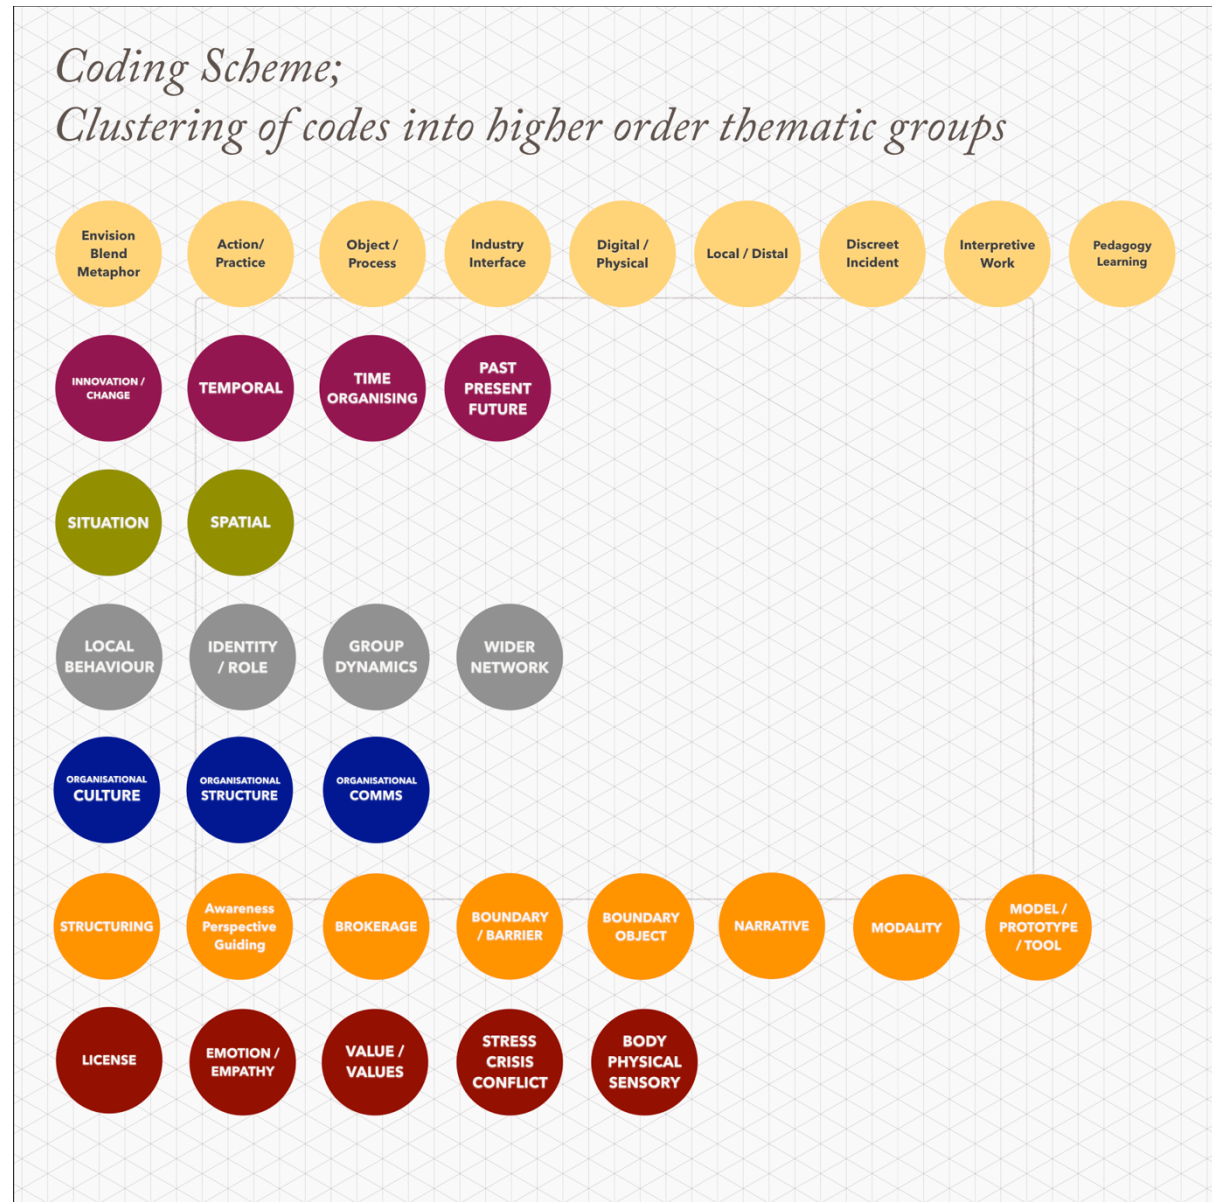 Coding Scheme;
Clustering of codes into higher order thematic groups
Envision
Blend
Metaphor
Action/
Practice
Object /
Process
Industry
Interface
Digital /
Physical
Local / Distal
Discreet
Incident
Interpretive
Work
Pedagogy
Learning
INNOVATION /
CHANGE
TEMPORAL
TIME
ORGANISING
PAST
PRESENT
FUTURE
SITUATION
SPATIAL
LOCAL
BEHAVIOUR
IDENTITY
/ ROLE
GROUP
DYNAMICS
WIDER
NETWORK
ORGANISATIONAL
CULTURE
ORGANISATIONAL
STRUCTURE
ORGANISATIONAL
COMMS
STRUCTURING
Awareness
Perspective
Guiding
BROKERAGE
BOUNDARY
/ BARRIER
BOUNDARY
OBJECT
NARRATIVE
MODALITY
MODEL /
PROTOTYPE
/ TOOL
LICENSE
EMOTION /
EMPATHY
VALUE /
VALUES
STRESS
CRISIS
CONFLICT
BODY
PHYSICAL
SENSORY